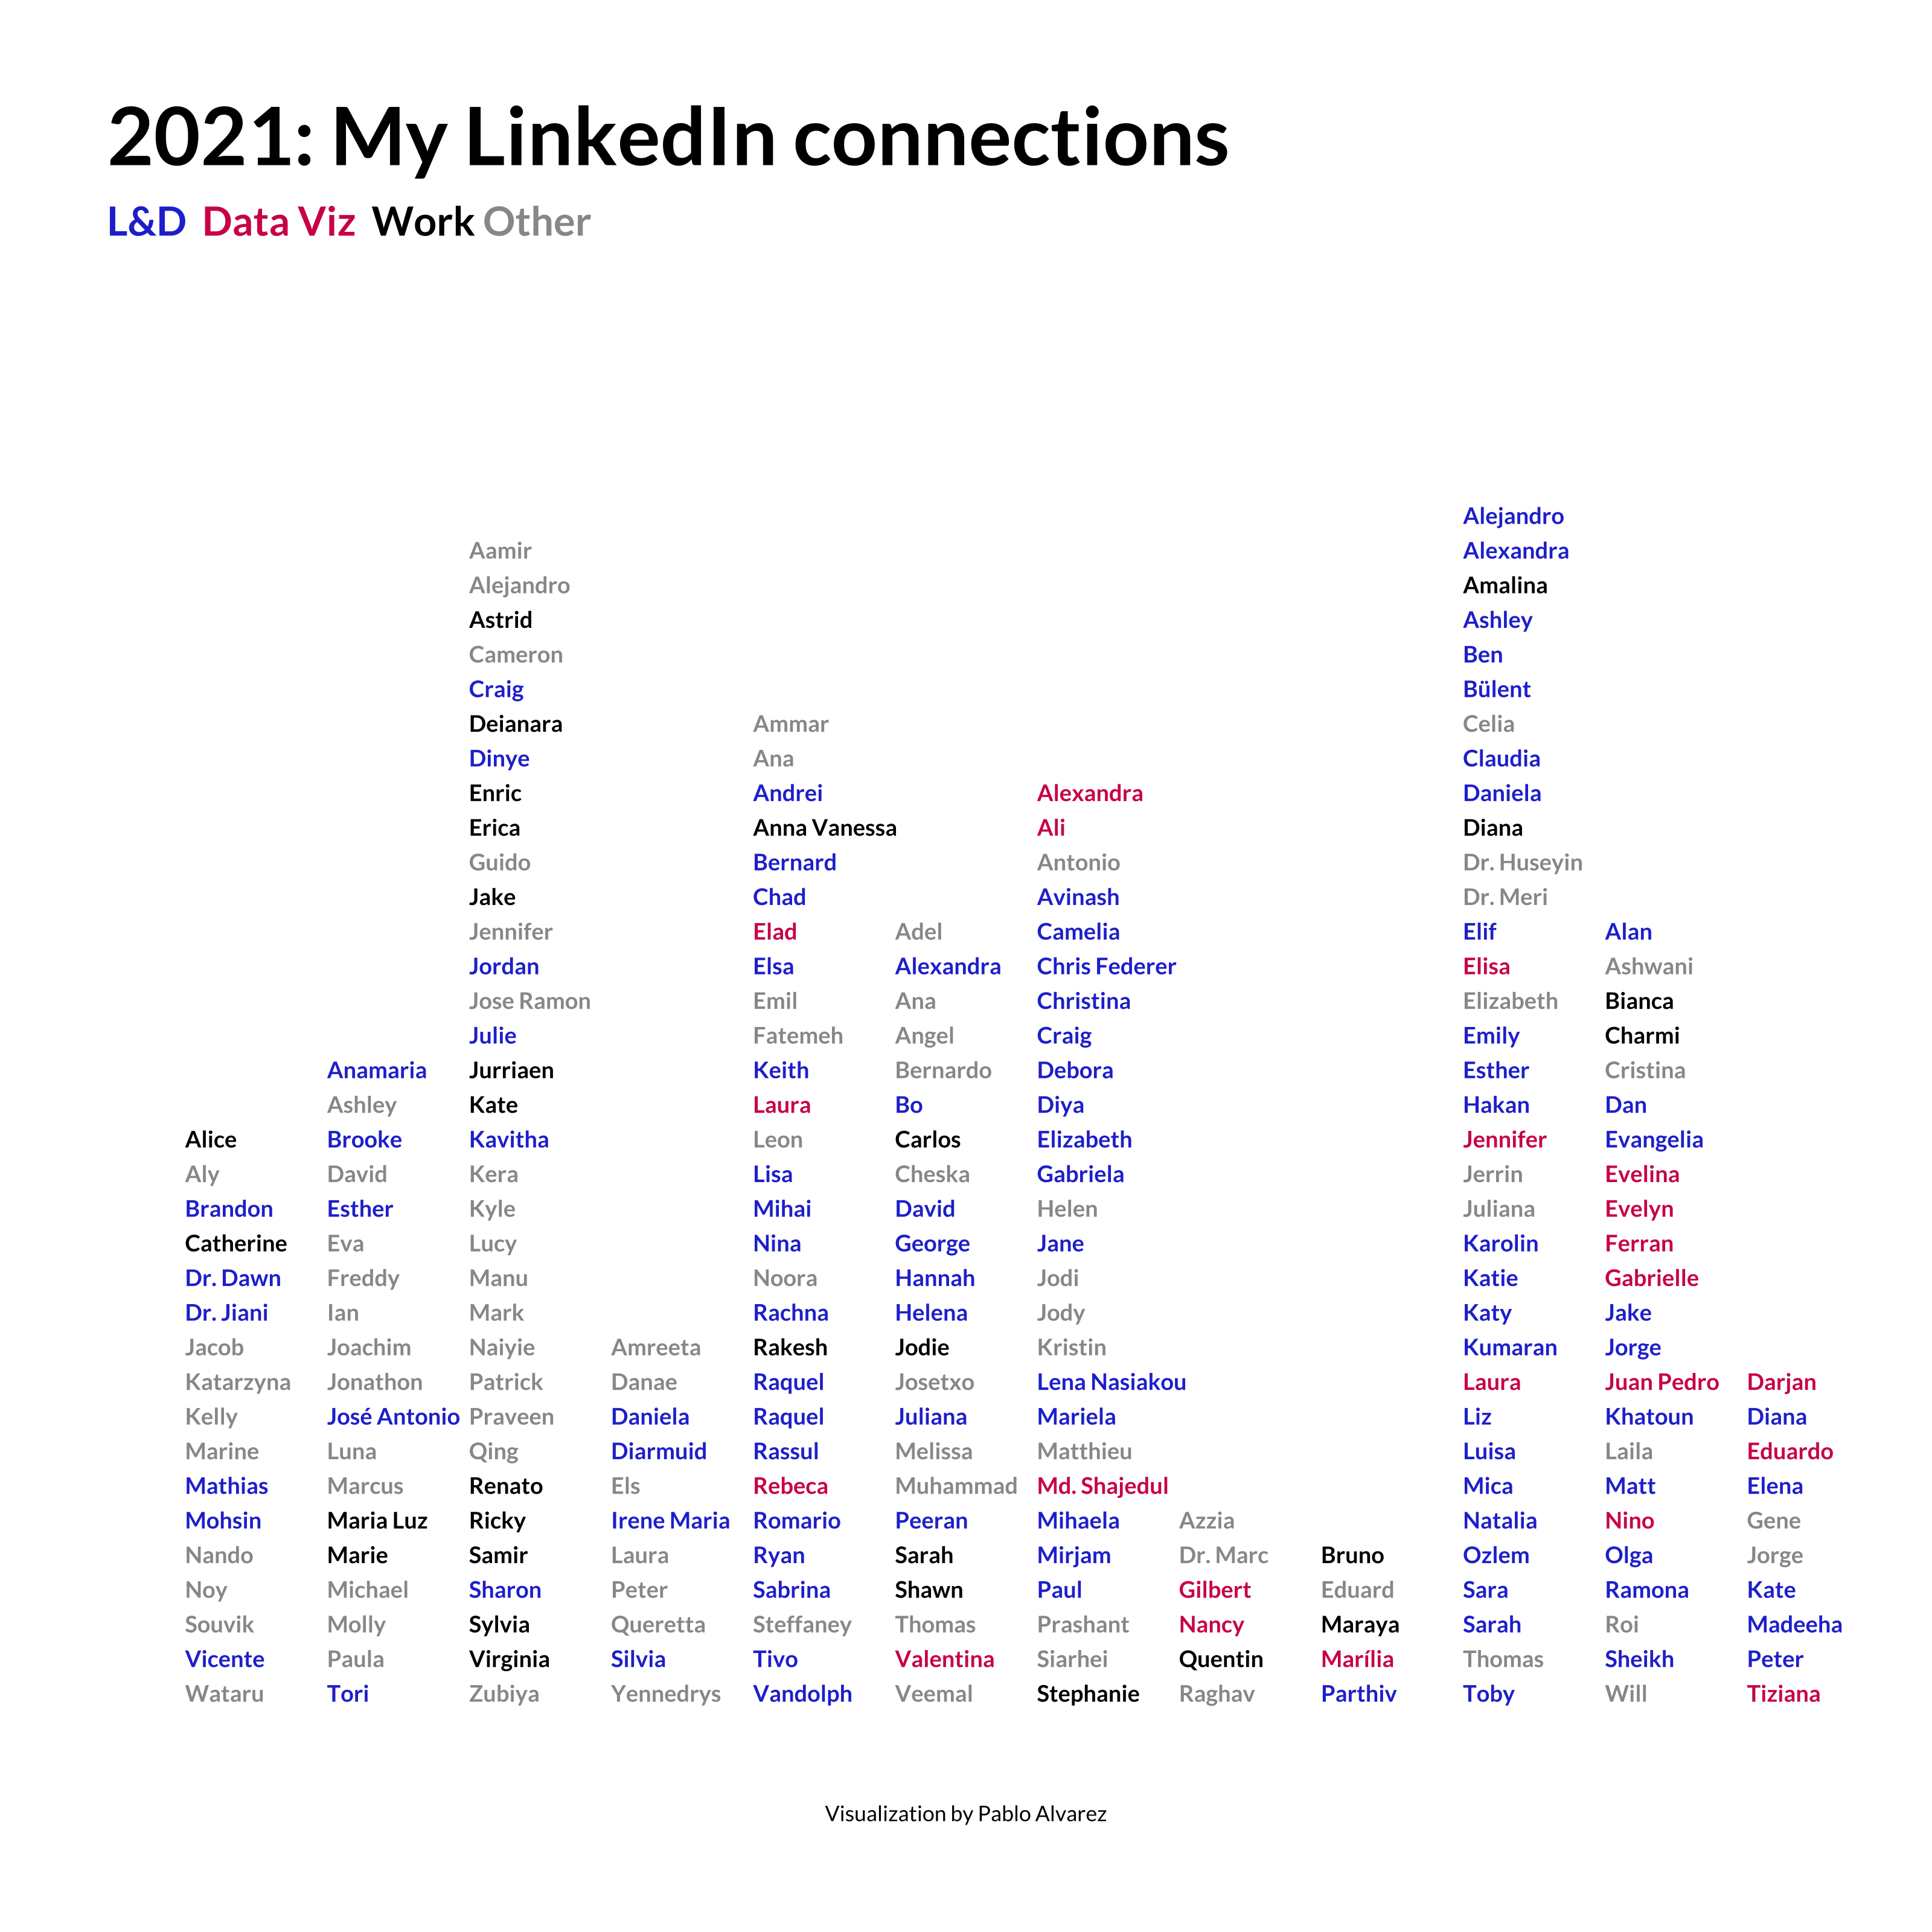 2021: My LinkedIn connections
L&D Data Viz Work Other
Alice
Aly
Brandon
Catherine
Dr. Dawn
Dr. Jiani
Jacob
Katarzyna
Kelly
Marine
Mathias
Mohsin
Nando
Noy
Souvik
Vicente
Wataru
Anamaria
Ashley
Brooke
David
Esther
Eva
Freddy
Ian
Joachim
Jonathon
José Antonio
Luna
Marcus
Maria Luz
Marie
Michael
Molly
Paula
Tori
Aamir
Alejandro
Astrid
Cameron
Craig
Deianara
Dinye
Enric
Erica
Guido
Jake
Jennifer
Jordan
Jose Ramon
Julie
Jurriaen
Kate
Kavitha
Kera
Kyle
Lucy
Manu
Mark
Naiyie
Patrick
Praveen
Qing
Renato
Ricky
Samir
Sharon
Sylvia
Virginia
Zubiya
Amreeta
Danae
Daniela
Diarmuid
Els
Irene Maria
Laura
Peter
Queretta
Silvia
Yennedrys
Ammar
Ana
Andrei
Anna Vanessa
Bernard
Chad
Elad
Elsa
Emil
Fatemeh
Keith
Laura
Leon
Lisa
Mihai
Nina
Noora
Rachna
Rakesh
Raquel
Raquel
Rassul
Rebeca
Romario
Ryan
Sabrina
Steffaney
Tivo
Vandolph
Adel
Alexandra
Ana
Angel
Bernardo
Bo
Carlos
Cheska
David
George
Hannah
Helena
Jodie
Josetxo
Juliana
Melissa
Muhammad
Peeran
Sarah
Shawn
Thomas
Valentina
Veemal
Alexandra
Ali
Antonio
Avinash
Camelia
Chris Federer
Christina
Craig
Debora
Diya
Elizabeth
Gabriela
Helen
Jane
Jodi
Jody
Kristin
Lena Nasiakou
Mariela
Matthieu
Md. Shajedul
Mihaela
Mirjam
Paul
Prashant
Siarhei
Stephanie
Azzia
Dr. Marc
Gilbert
Nancy
Quentin
Raghav
Bruno
Eduard
Maraya
Marília
Parthiv
Alejandro
Alexandra
Amalina
Ashley
Ben
Bülent
Celia
Claudia
Daniela
Diana
Dr. Huseyin
Dr. Meri
Elif
Elisa
Elizabeth
Emily
Esther
Hakan
Jennifer
Jerrin
Juliana
Karolin
Katie
Katy
Kumaran
Laura
Liz
Luisa
Mica
Natalia
Ozlem
Sara
Sarah
Thomas
Toby
Alan
Ashwani
Bianca
Charmi
Cristina
Dan
Evangelia
Evelina
Evelyn
Ferran
Gabrielle
Jake
Jorge
Juan Pedro
Khatoun
Laila
Matt
Nino
Olga
Ramona
Roi
Sheikh
Will
Darjan
Diana
Eduardo
Elena
Gene
Jorge
Kate
Madeeha
Peter
Tiziana
Visualization by Pablo Alvarez